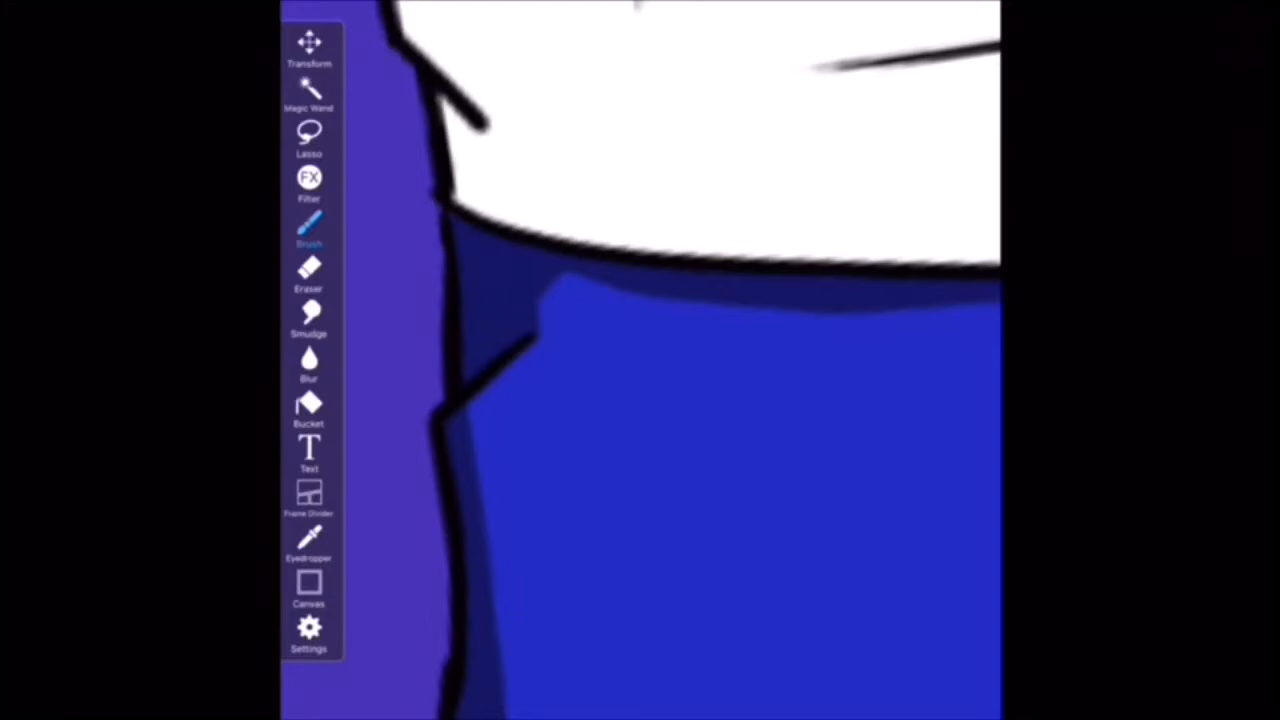 Transform
Magic Wand
Lasso
FX
Filter
Brush
Eraser
Smudge
Blur
Bucket
T
Text
Frame Divider
Eyedropper
Canvas
Settings